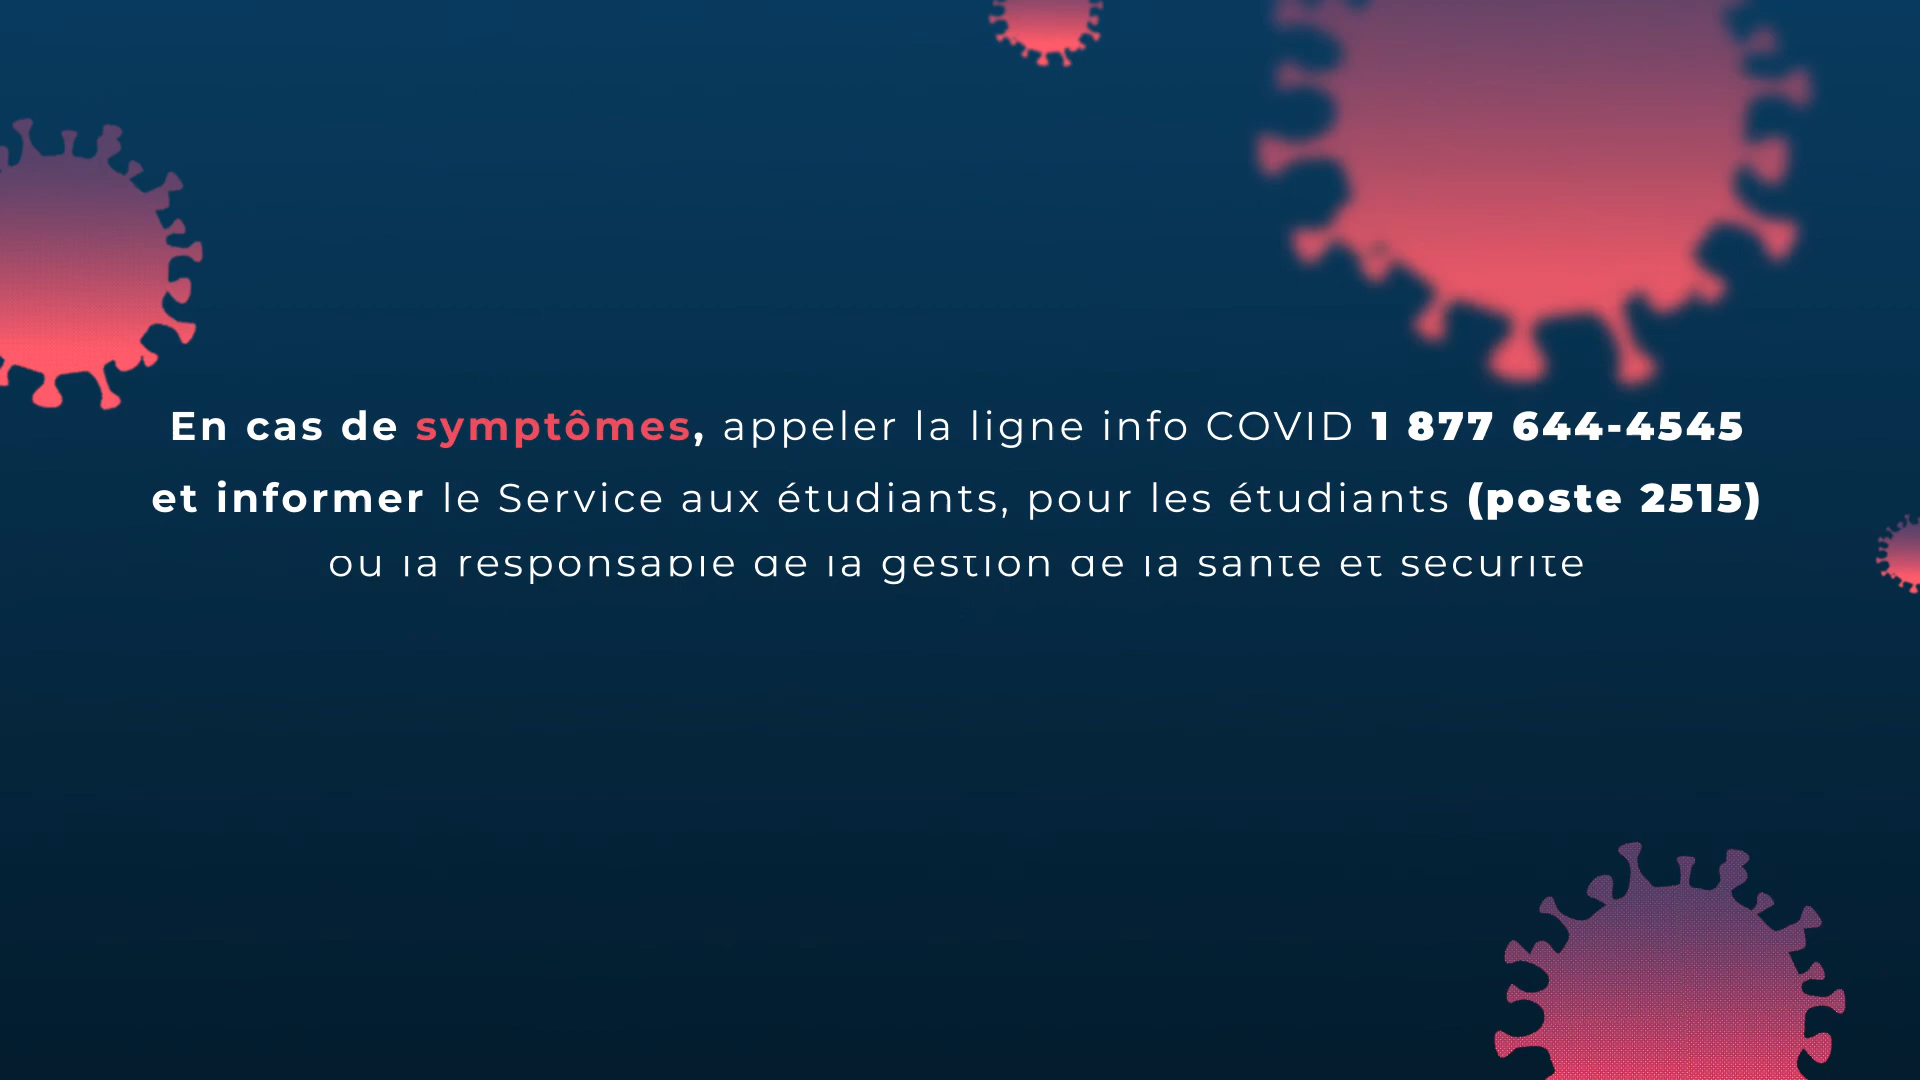 En cas de symptômes, appeler la ligne info COVID 1 877 644-4545
et informer le Service aux étudiants, pour les étudiants (poste 2515)
ou la responsable de la gestion de la santé et sécurité